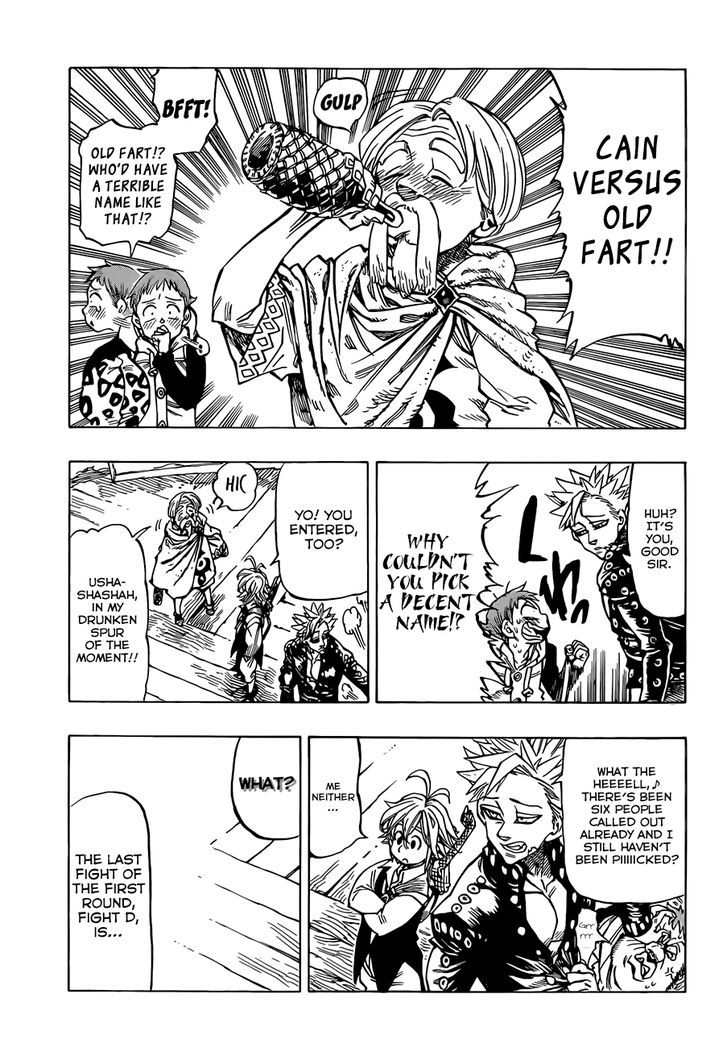 CAIN
VERSUS
OLD
FART!!
GULP
BFFT!
OLD FART!?
WHO'D HAVE
A TERRIBLE
NAME LIKE
THAT!?
HUH?
IT'S
YOU,
GOOD
SIR.
WHY
COULDN'T
YOU PICK
A DECENT
NAME!?
YO! YOU
ENTERED,
TOO?
HIC
USHA-
SHASHAH,
IN MY
DRUNKEN
SPUR
OF THE
MOMENT!!
WHAT THE
HEEEELL,♪
THERE'S BEEN
SIX PEOPLE
CALLED OUT
ALREADY AND I
STILL HAVEN'T
BEEN PIIIIICKED?
ME
NEITHER
...
WHAT?
THE LAST
FIGHT OF
THE FIRST
ROUND,
FIGHT D,
IS...